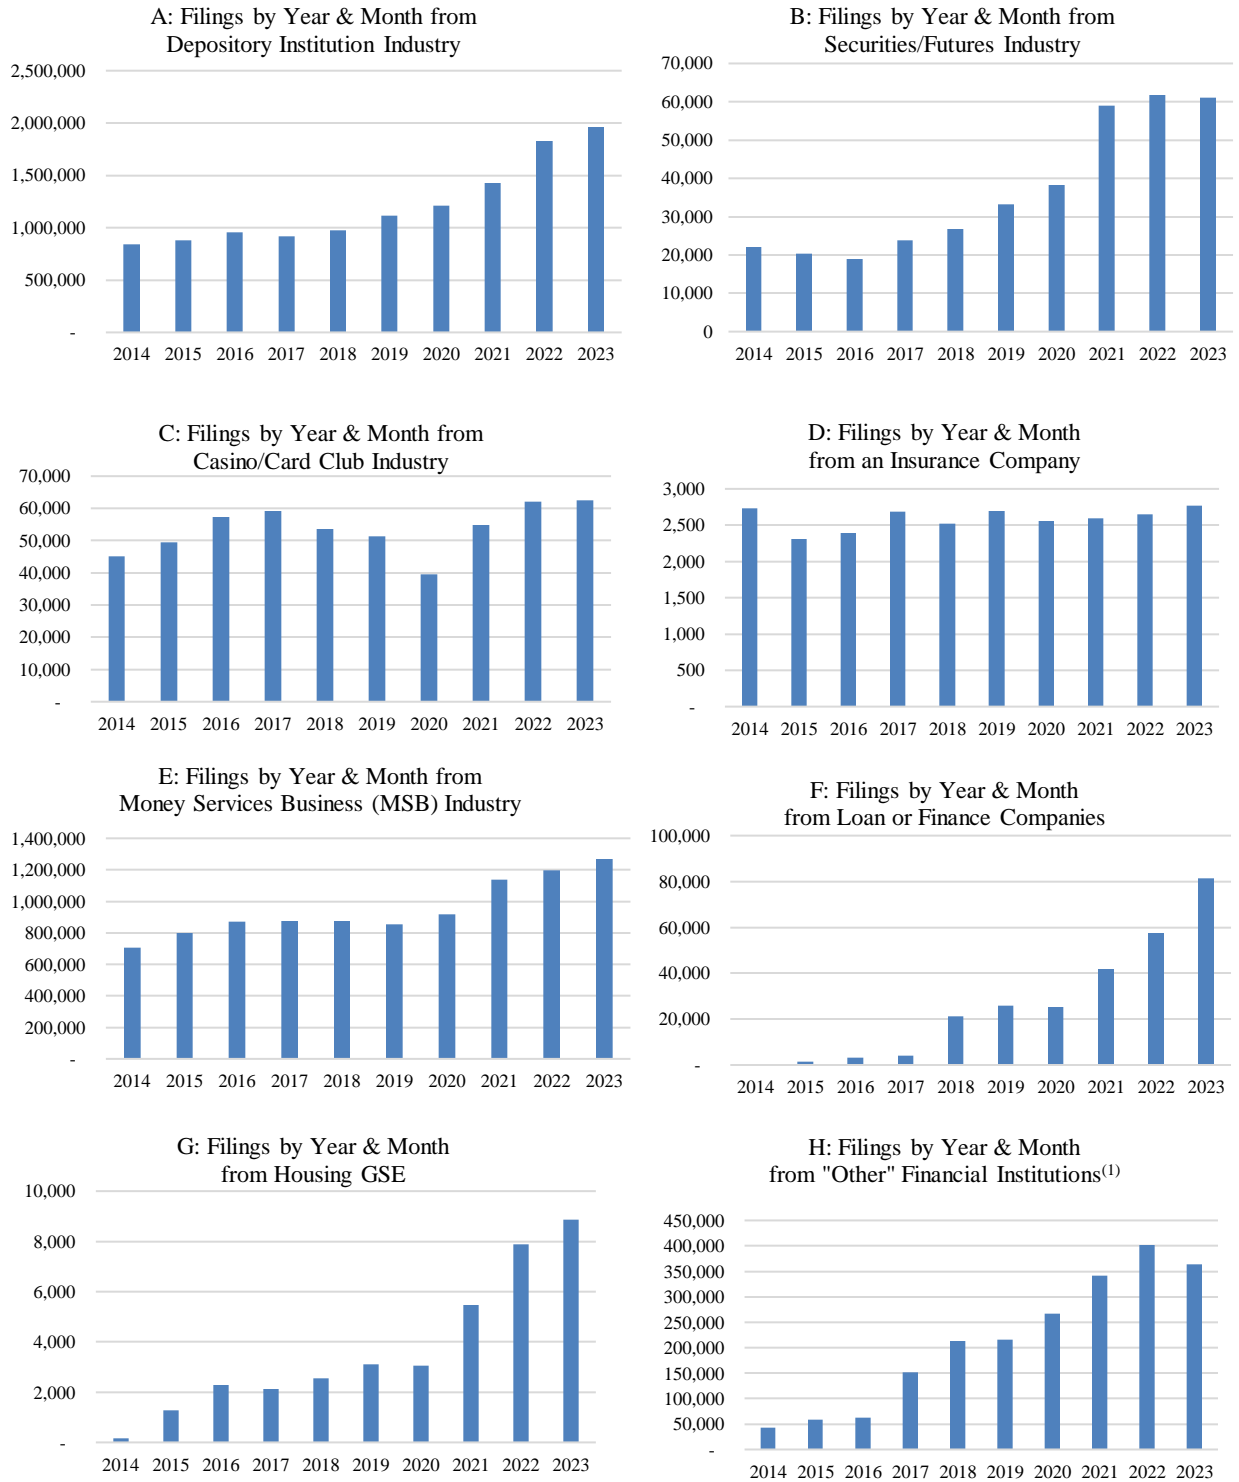 A: Filings by Year & Month from
Depository Institution Industry
2,500,000
2,000,000
1,500,000
1,000,000
500,000
-
2014 2015 2016 2017 2018 2019 2020 2021 2022 2023
B: Filings by Year & Month from
Securities/Futures Industry
70,000
60,000
50,000
40,000
30,000
20,000
10,000
0
2014 2015 2016 2017 2018 2019 2020 2021 2022 2023
C: Filings by Year & Month from
Casino/Card Club Industry
70,000
60,000
50,000
40,000
30,000
20,000
10,000
-
2014 2015 2016 2017 2018 2019 2020 2021 2022 2023
D: Filings by Year & Month
from an Insurance Company
3,000
2,500
2,000
1,500
1,000
500
-
2014 2015 2016 2017 2018 2019 2020 2021 2022 2023
E: Filings by Year & Month from
Money Services Business (MSB) Industry
1,400,000
1,200,000
1,000,000
800,000
600,000
400,000
200,000
-
2014 2015 2016 2017 2018 2019 2020 2021 2022 2023
F: Filings by Year & Month
from Loan or Finance Companies
100,000
80,000
60,000
40,000
20,000
-
2014 2015 2016 2017 2018 2019 2020 2021 2022 2023
G: Filings by Year & Month
from Housing GSE
10,000
8,000
6,000
4,000
2,000
-
2014 2015 2016 2017 2018 2019 2020 2021 2022 2023
H: Filings by Year & Month
from "Other" Financial Institutions(1)
450,000
400,000
350,000
300,000
250,000
200,000
150,000
100,000
50,000
-
2014 2015 2016 2017 2018 2019 2020 2021 2022 2023